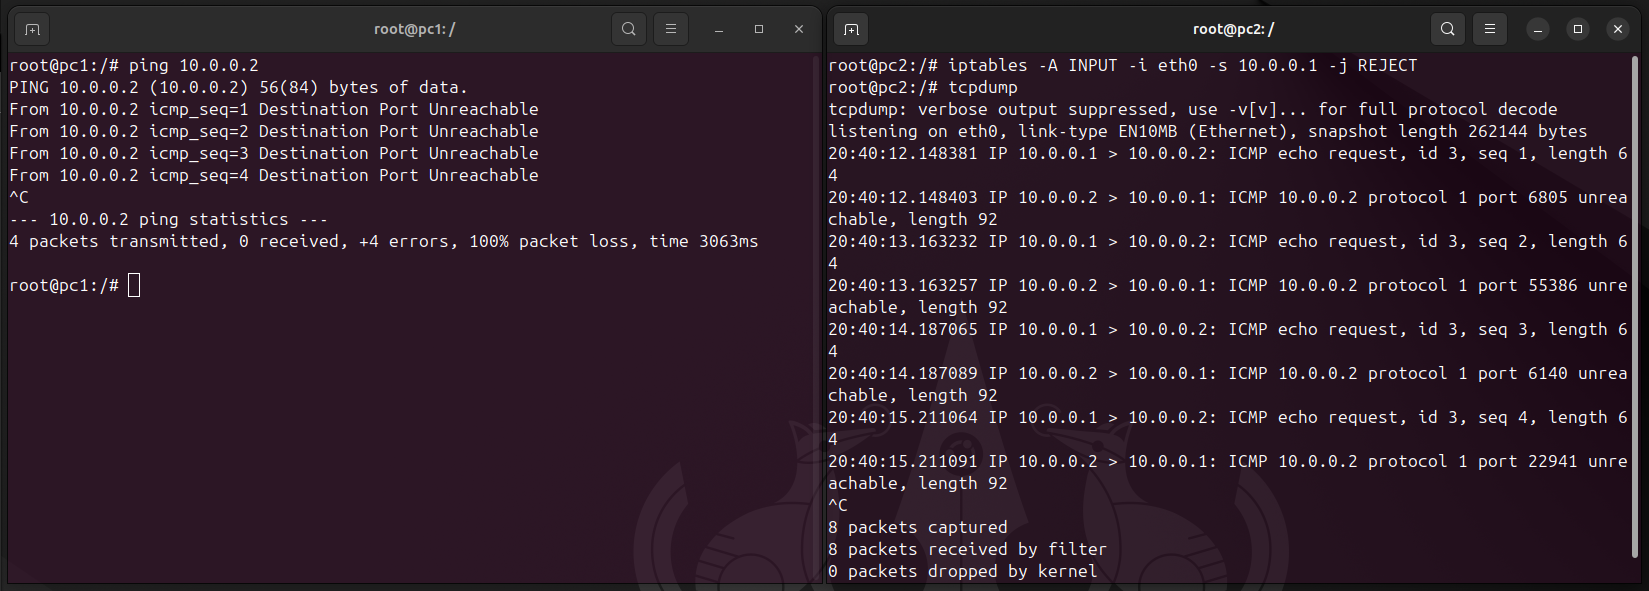 root@pc1: /
root@pc1:/# ping 10.0.0.2
PING 10.0.0.2 (10.0.0.2) 56(84) bytes of data.
From 10.0.0.2 icmp_seq=1 Destination Port Unreachable
From 10.0.0.2 icmp_seq=2 Destination Port Unreachable
From 10.0.0.2 icmp_seq=3 Destination Port Unreachable
From 10.0.0.2 icmp_seq=4 Destination Port Unreachable
^C
--- 10.0.0.2 ping statistics ---
4 packets transmitted, 0 received, +4 errors, 100% packet loss, time 3063ms
root@pc1:/#
root@pc2: /
root@pc2:/# iptables -A INPUT -i eth0 -s 10.0.0.1 -j REJECT
root@pc2:/# tcpdump
tcpdump: verbose output suppressed, use -v[v]... for full protocol decode
listening on eth0, link-type EN10MB (Ethernet), snapshot length 262144 bytes
20:40:12.148381 IP 10.0.0.1 > 10.0.0.2: ICMP echo request, id 3, seq 1, length 6
4
20:40:12.148403 IP 10.0.0.2 > 10.0.0.1: ICMP 10.0.0.2 protocol 1 port 6805 unrea
chable, length 92
20:40:13.163232 IP 10.0.0.1 > 10.0.0.2: ICMP echo request, id 3, seq 2, length 6
4
20:40:13.163257 IP 10.0.0.2 > 10.0.0.1: ICMP 10.0.0.2 protocol 1 port 55386 unre
achable, length 92
20:40:14.187065 IP 10.0.0.1 > 10.0.0.2: ICMP echo request, id 3, seq 3, length 6
4
20:40:14.187089 IP 10.0.0.2 > 10.0.0.1: ICMP 10.0.0.2 protocol 1 port 6140 unrea
chable, length 92
20:40:15.211064 IP 10.0.0.1 > 10.0.0.2: ICMP echo request, id 3, seq 4, length 6
4
20:40:15.211091 IP 10.0.0.2 > 10.0.0.1: ICMP 10.0.0.2 protocol 1 port 22941 unre
achable, length 92
^C
8 packets captured
8 packets received by filter
0 packets dropped by kernel